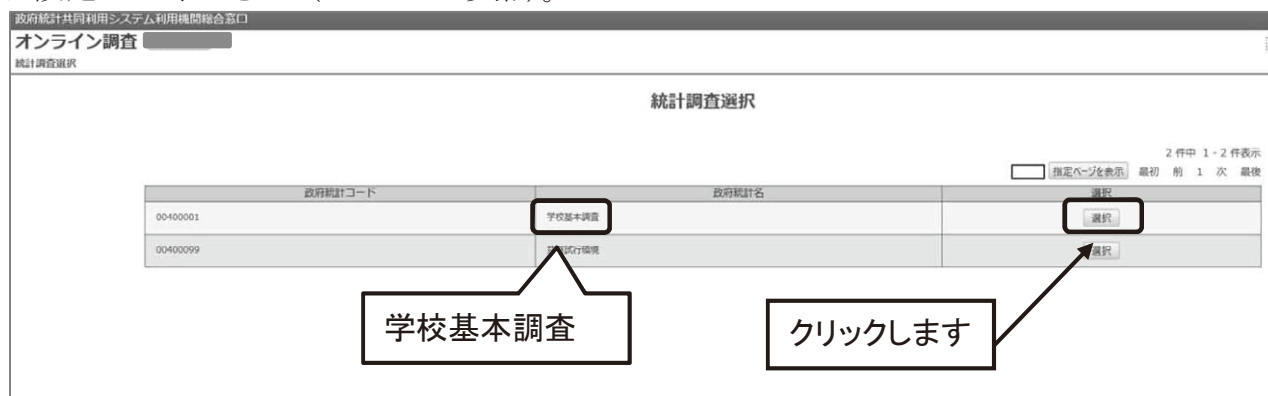 政府統計共同利用システム利用機関総合窓口
オンライン調査
統計調査選択
統計調査選択
2 件中 1 - 2 件表示
指定ページを表示 最初 前 1 次 最後
政府統計コード 政府統計名 選択
00400001 学校基本調査 選択
00400099 試行環境 選択
学校基本調査
クリックします